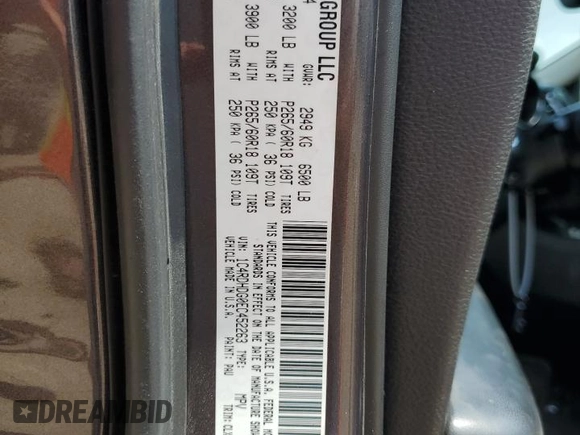 GROUP LLC
4 GVWR: 2949 KG 6500 LB
3200 LB WITH P265/60R18 109T TIRES
RIMS AT 250 KPA ( 36 PSI) COLD
3900 LB WITH P265/60R18 109T TIRES
RIMS AT 250 KPA ( 36 PSI) COLD
THIS VEHICLE CONFORMS TO ALL APPLICABLE U.S.A. FEDERAL
STANDARDS IN EFFECT ON THE DATE OF MANUFACTURE
VIN: 1C4RDHDG0EC452263 TYPE: MPV
VEHICLE MADE IN U.S.A. PAINT: PAU TRIM:
DREAMBID